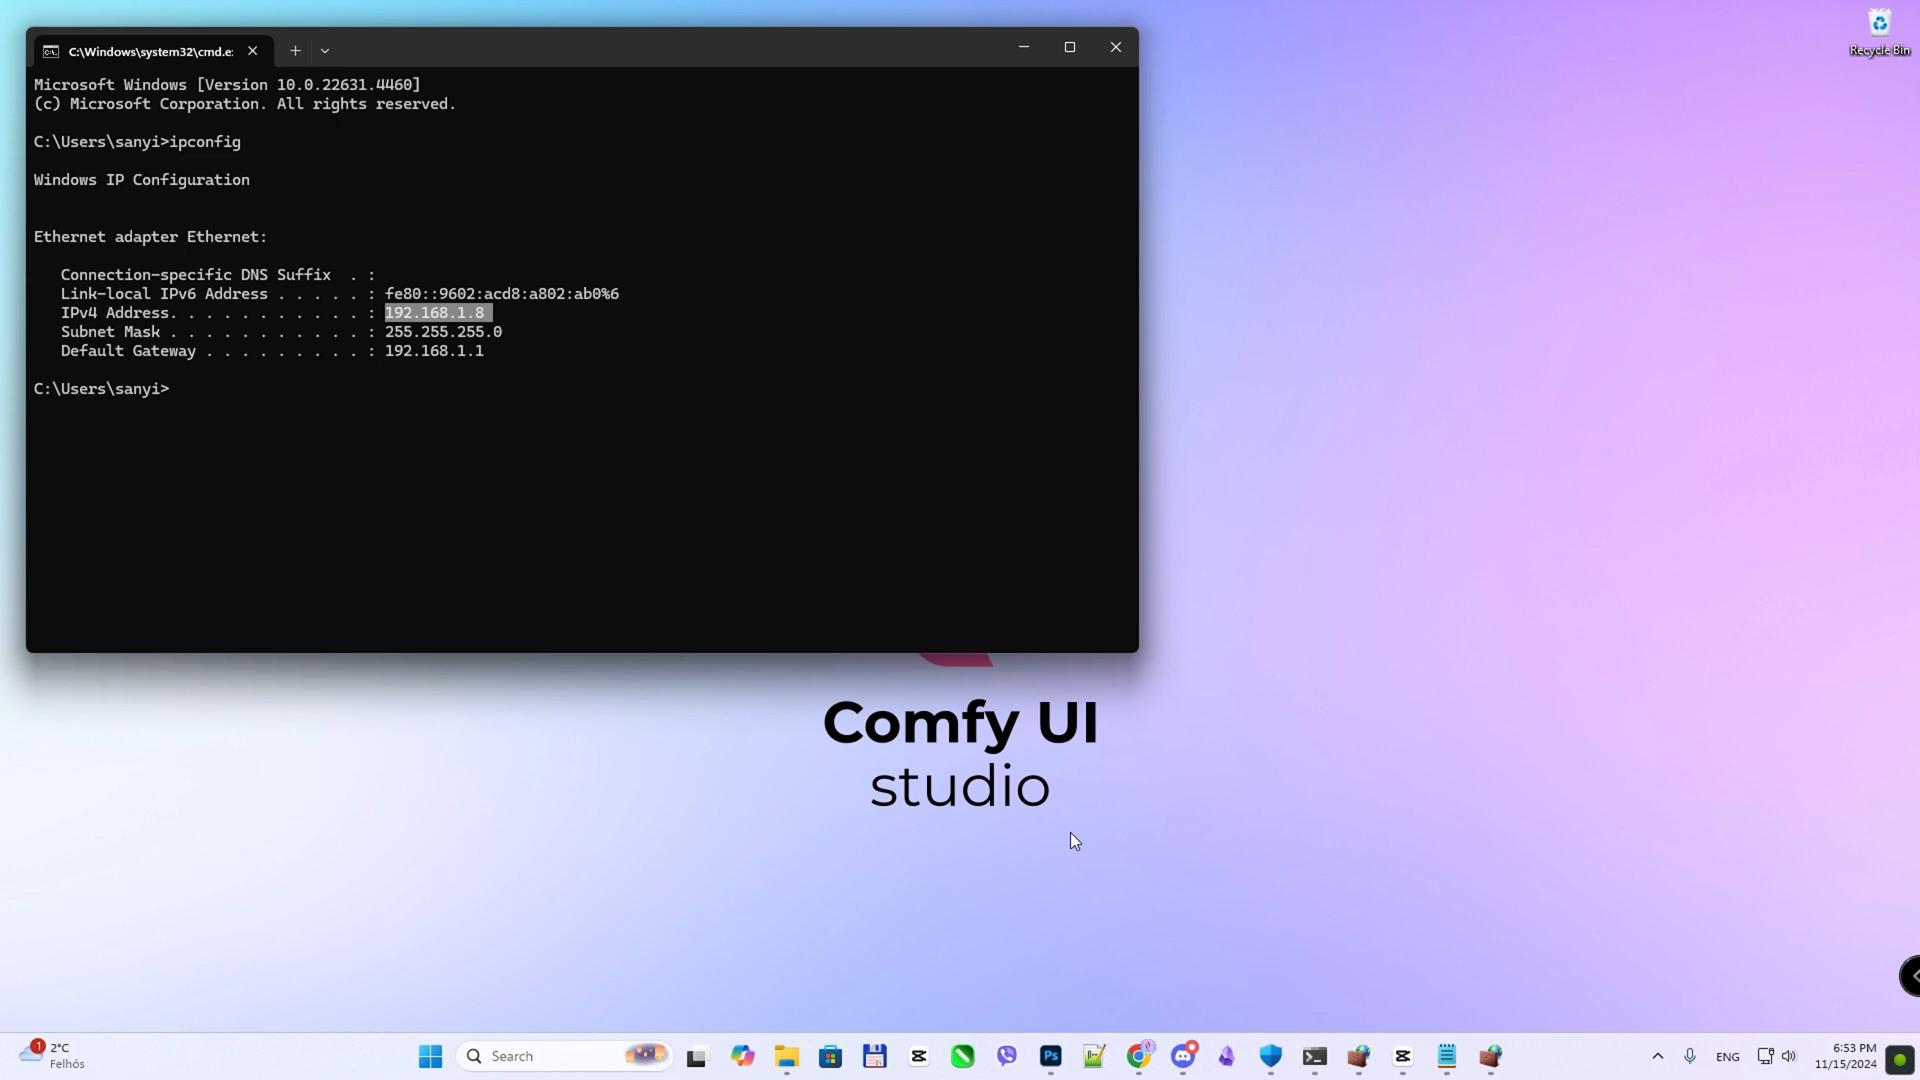 C:\Windows\system32\cmd.e:
Microsoft Windows [Version 10.0.22631.4460]
(c) Microsoft Corporation. All rights reserved.
C:\Users\sanyi>ipconfig
Windows IP Configuration
Ethernet adapter Ethernet:
Connection-specific DNS Suffix . :
Link-local IPv6 Address . . . . . : fe80::9602:acd8:a802:ab0%6
IPv4 Address. . . . . . . . . . . : 192.168.1.8
Subnet Mask . . . . . . . . . . . : 255.255.255.0
Default Gateway . . . . . . . . . : 192.168.1.1
C:\Users\sanyi>
Recycle Bin
Comfy UI
studio
1
2°C
Felhős
Search
Ps
ENG
6:53 PM
11/15/2024